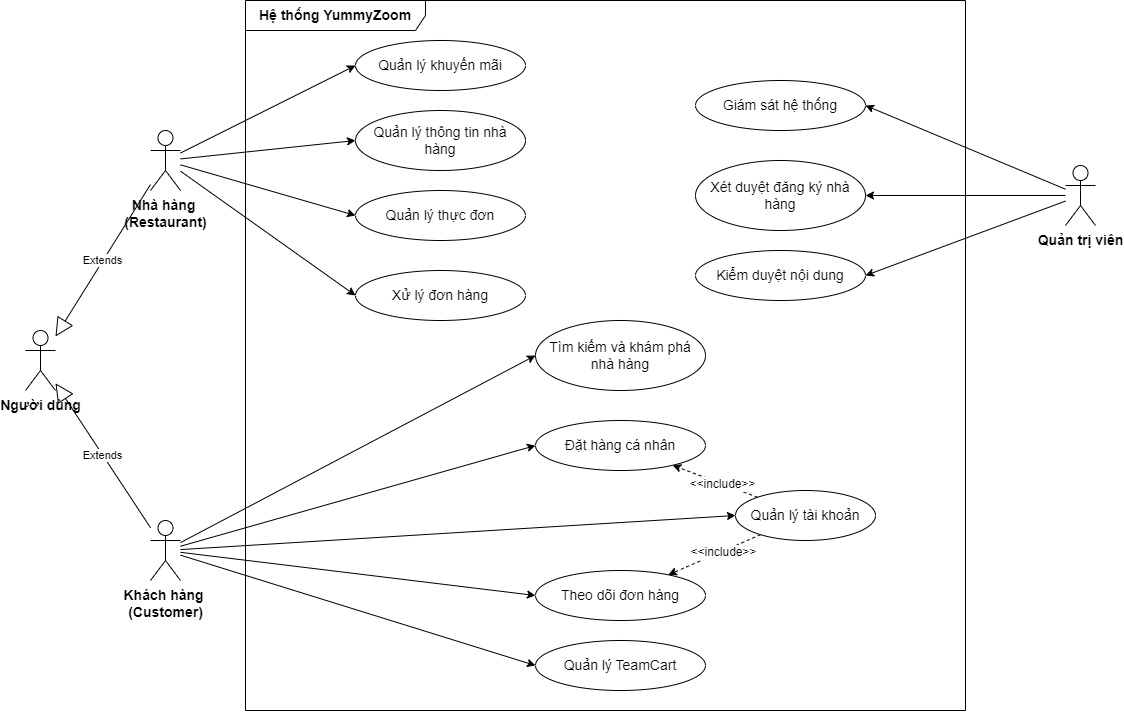 Hệ thống YummyZoom
Quản lý khuyến mãi
Giám sát hệ thống
Quản lý thông tin nhà
hàng
Xét duyệt đăng ký nhà
hàng
Nhà hàng
(Restaurant)
Quản lý thực đơn
Quản trị viên
Extends
Kiểm duyệt nội dung
Xử lý đơn hàng
Tìm kiếm và khám phá
nhà hàng
Người dùng
Đặt hàng cá nhân
Extends
<<include>>
Quản lý tài khoản
<<include>>
Khách hàng
(Customer)
Theo dõi đơn hàng
Quản lý TeamCart